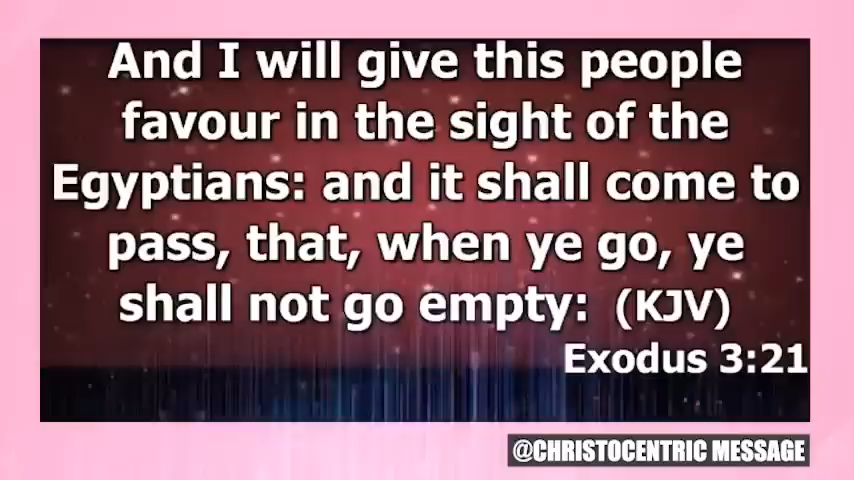 And I will give this people
favour in the sight of the
Egyptians: and it shall come to
pass, that, when ye go, ye
shall not go empty: (KJV)
Exodus 3:21
@CHRISTOCENTRIC MESSAGE